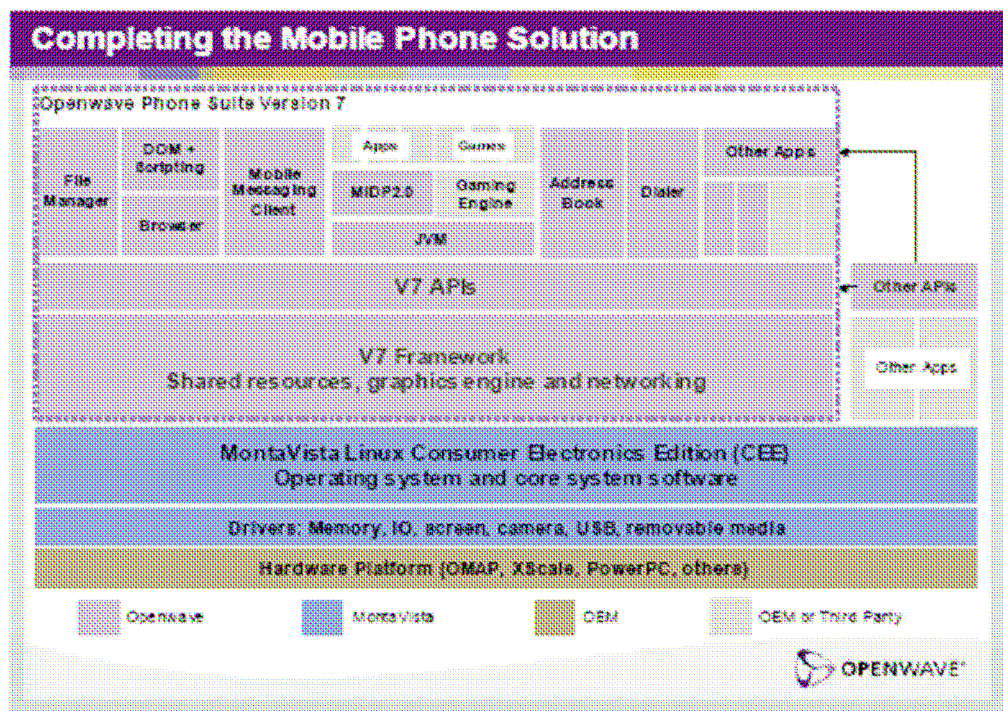 Completing the Mobile Phone Solution
Openwave Phone Suite Version 7
File
Manager
DOM +
Scripting
Browser
Mobile
Messaging
Client
Apps
Games
MIDP2.0
Gaming
Engine
JVM
Address
Book
Dialer
Other Apps
V7 APIs
Other APIs
V7 Framework
Shared resources, graphics engine and networking
Other Apps
MontaVista Linux Consumer Electronics Edition (CEE)
Operating system and core system software
Drivers: Memory, IO, screen, camera, USB, removable media
Hardware Platform (OMAP, XScale, PowerPC, others)
Openwave
MontaVista
OEM
OEM or Third Party
OPENWAVE